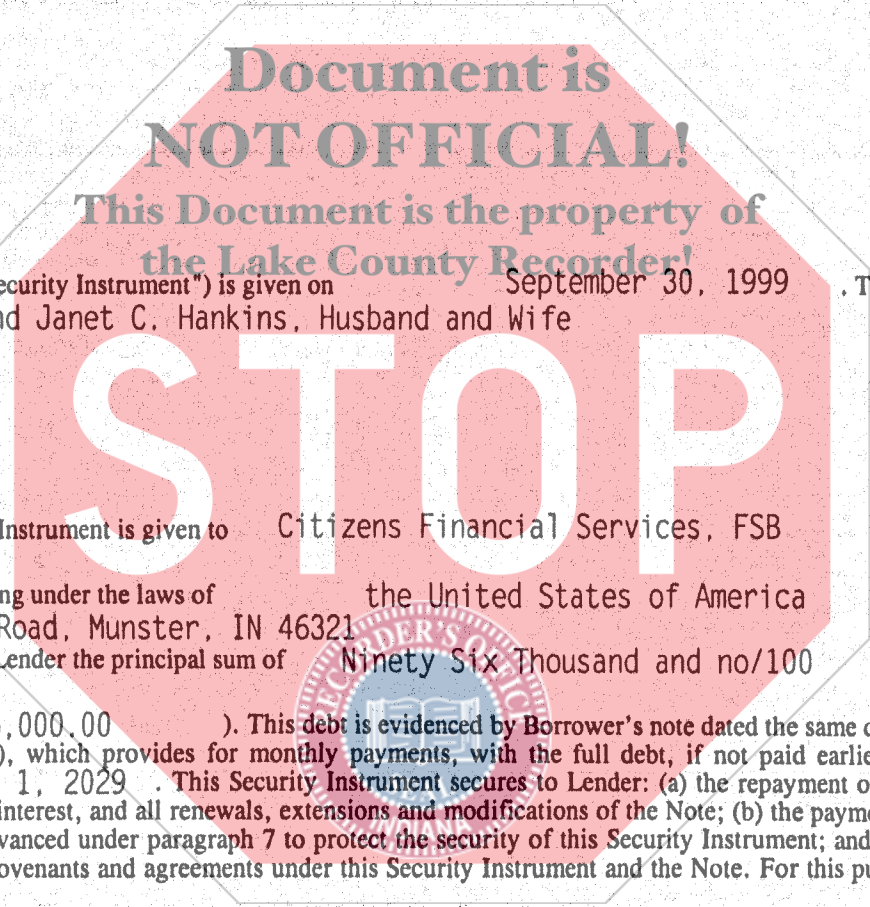 Document is
NOT OFFICIAL!
This Document is the property of
the Lake County Recorder!
ecurity Instrument") is given on September 30, 1999 . T
nd Janet C. Hankins, Husband and Wife
STOP
Instrument is given to Citizens Financial Services, FSB
ng under the laws of the United States of America
Road, Munster, IN 46321
Lender the principal sum of Ninety Six Thousand and no/100
RECORDER'S OFFICE
,000.00 ). This debt is evidenced by Borrower's note dated the same d
), which provides for monthly payments, with the full debt, if not paid earlie
1, 2029 . This Security Instrument secures to Lender: (a) the repayment o
interest, and all renewals, extensions and modifications of the Note; (b) the payme
vanced under paragraph 7 to protect the security of this Security Instrument; and
ovenants and agreements under this Security Instrument and the Note. For this pu